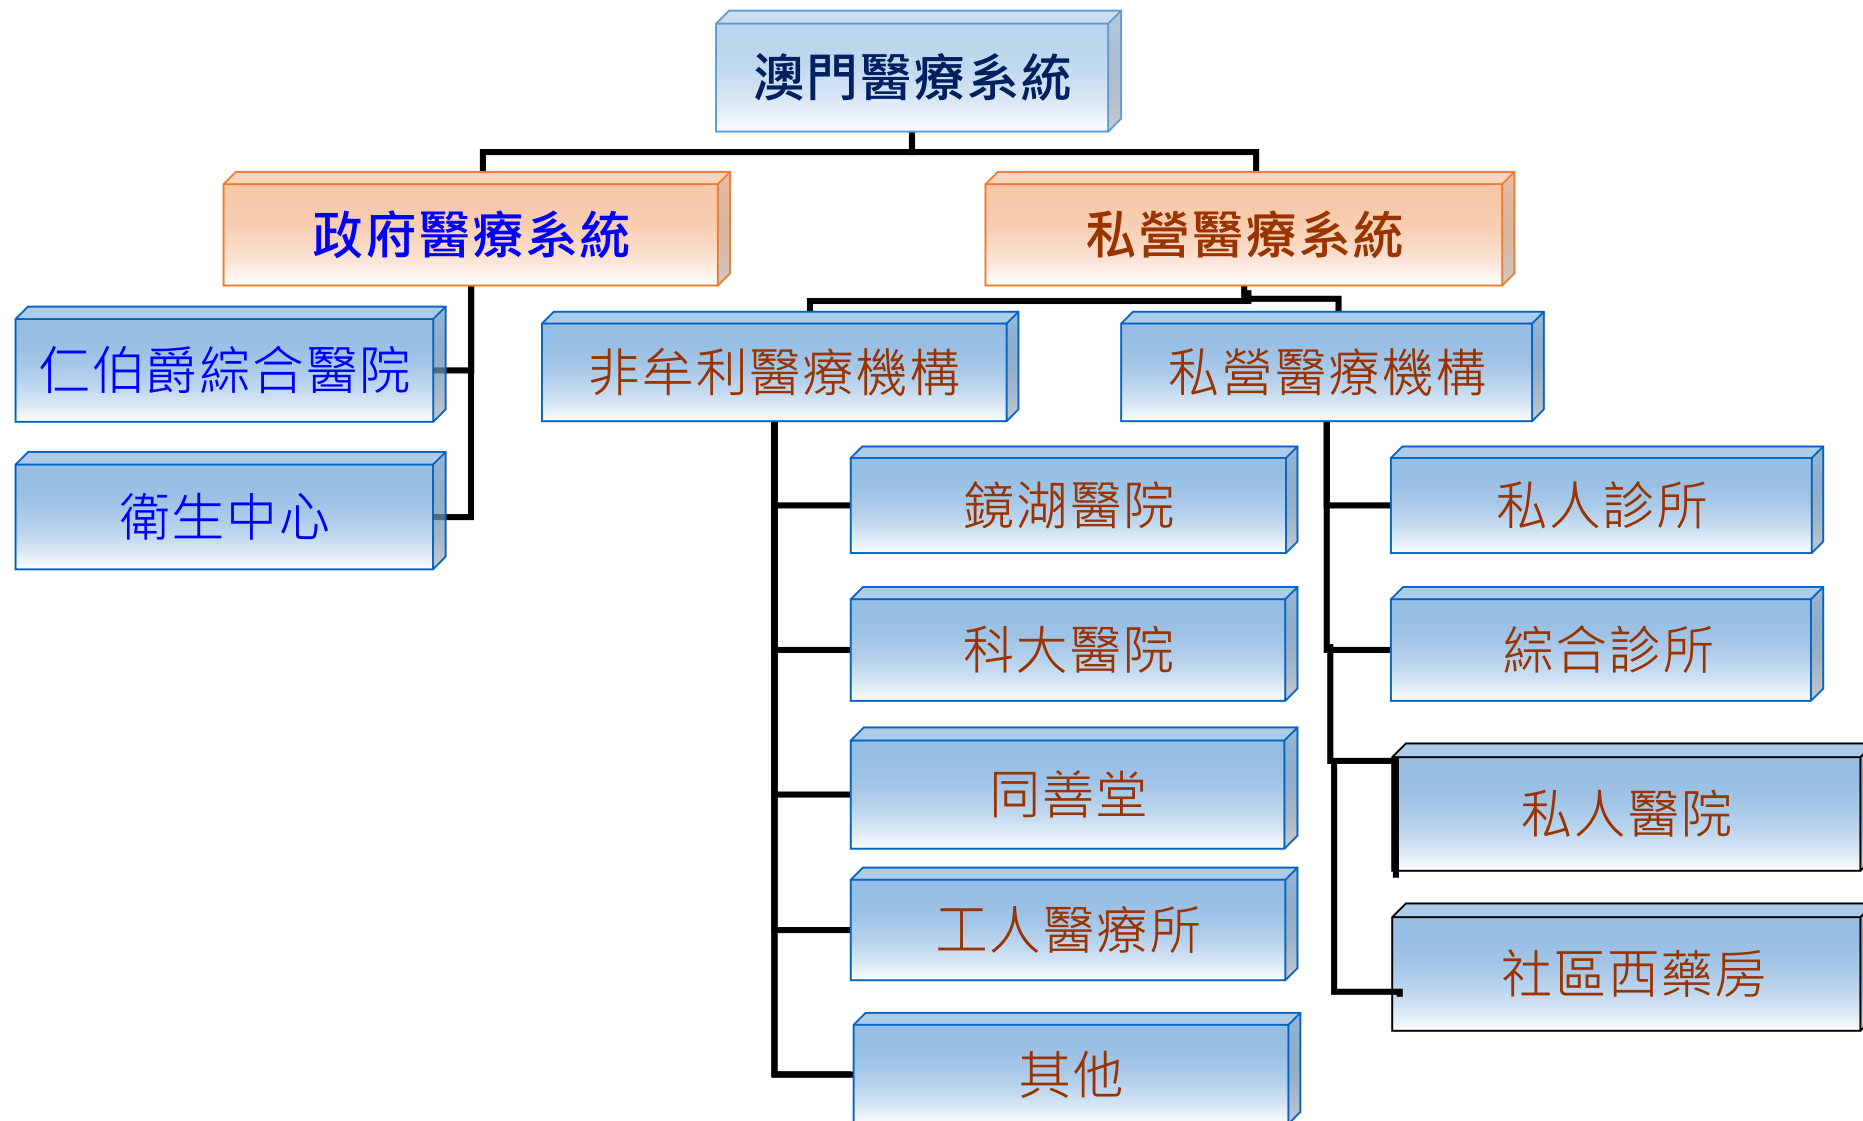 澳門醫療系統
政府醫療系統
私營醫療系統
仁伯爵綜合醫院
非牟利醫療機構
私營醫療機構
衛生中心
鏡湖醫院
私人診所
科大醫院
綜合診所
同善堂
私人醫院
工人醫療所
社區西藥房
其他